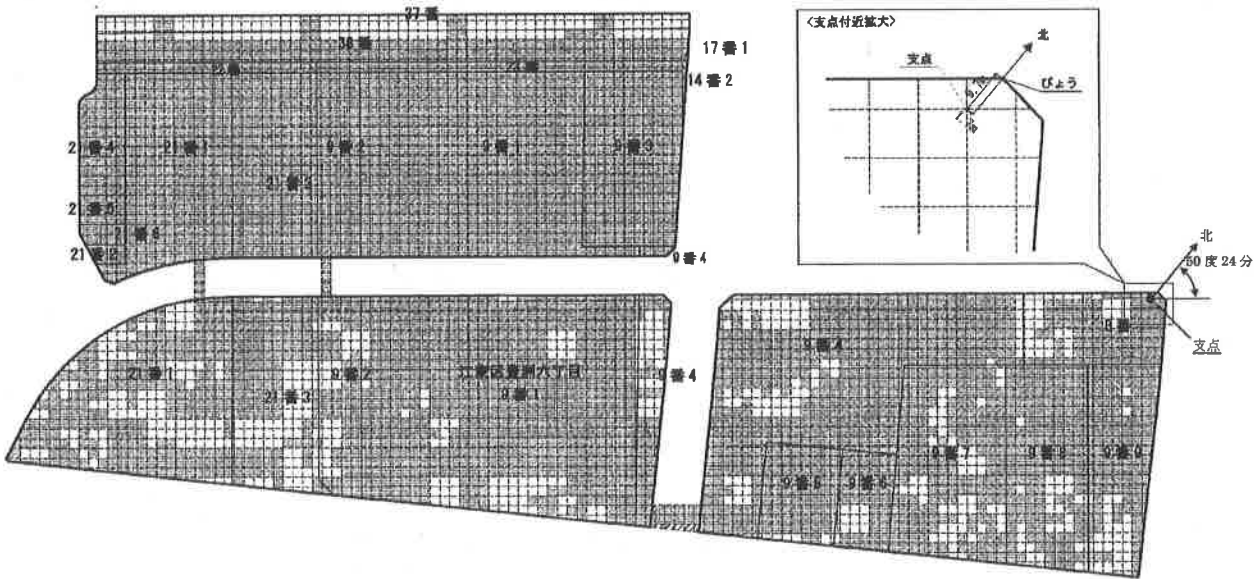 37番
36番
17番1
14番2
21番4
21番1
9番2
9番1
9番3
21番3
21番5
21番6
21番2
9番4
〈支点付近拡大〉
北
支点
びょう
北
50度24分
支点
8番
9番4
21番1
21番3
9番2
江東区豊洲六丁目
9番1
9番4
9番7
9番8
9番9
9番5
9番6